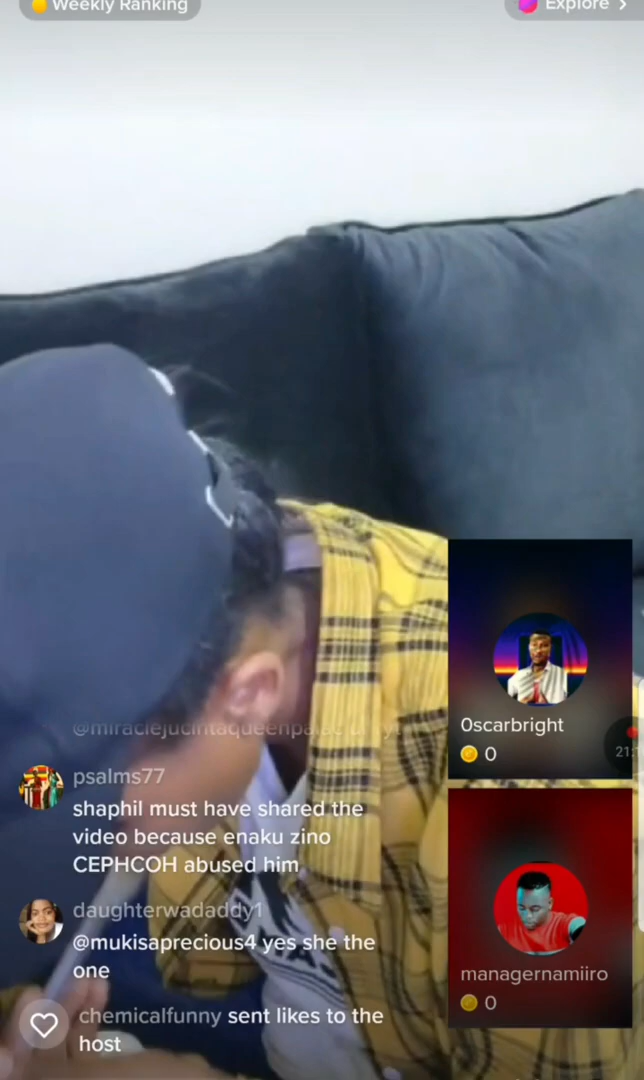 Weekly Ranking
Explore >
psalms77
shaphil must have shared the
video because enaku zino
CEPHCOH abused him
daughterwadaddy1
@mukisaprecious4 yes she the
one
chemicalfunny sent likes to the
host
0scarbright
0
21:
managernamiiro
0